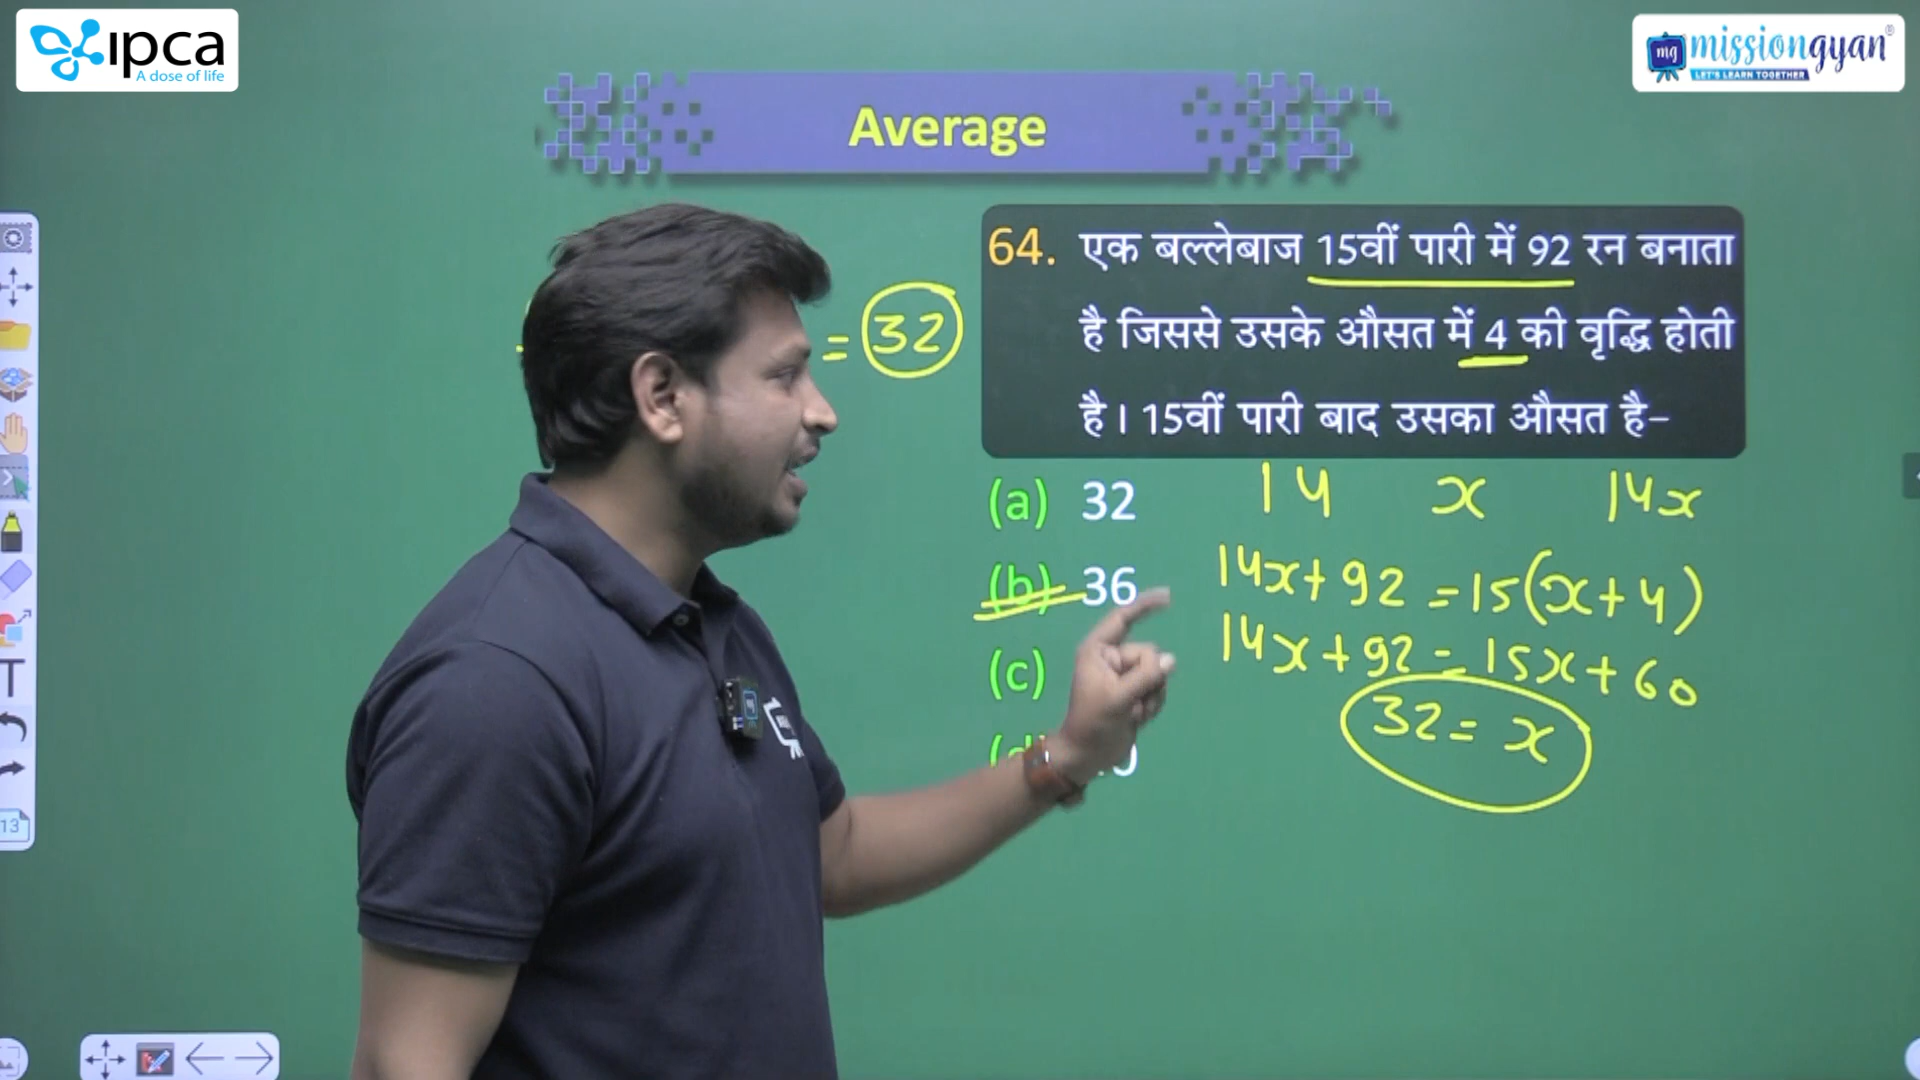 ipca
A dose of life
mg missiongyan®
LET'S LEARN TOGETHER
Average
= 32
64. एक बल्लेबाज 15वीं पारी में 92 रन बनाता
है जिससे उसके औसत में 4 की वृद्धि होती
है। 15वीं पारी बाद उसका औसत है-
(a) 32
(b) 36
(c)
14 x 14x
14x+92 =15(x+4)
14x+92=15x+60
32= x
T
13